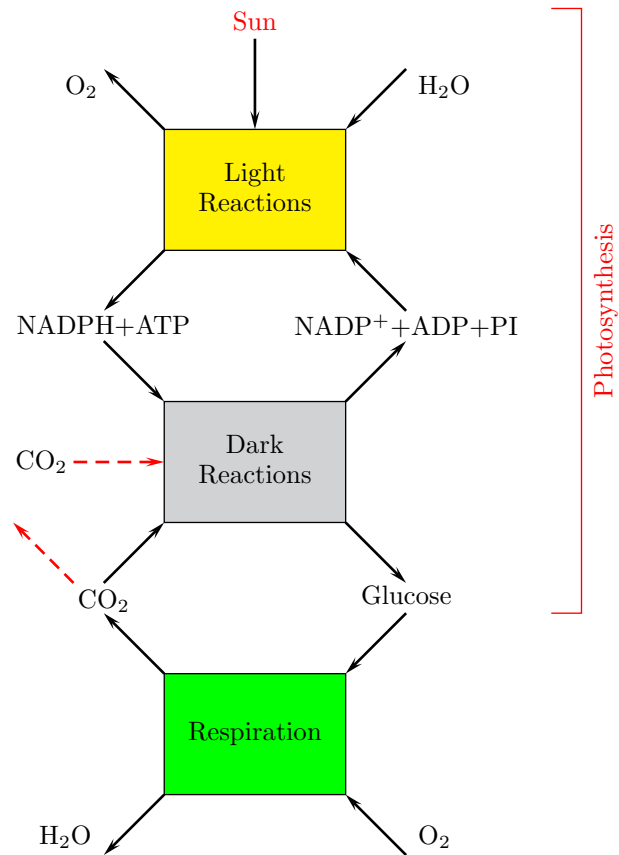 Sun
O₂
H₂O
Light
Reactions
NADPH+ATP
NADP⁺+ADP+PI
Photosynthesis
Dark
Reactions
CO₂
CO₂
Glucose
Respiration
H₂O
O₂